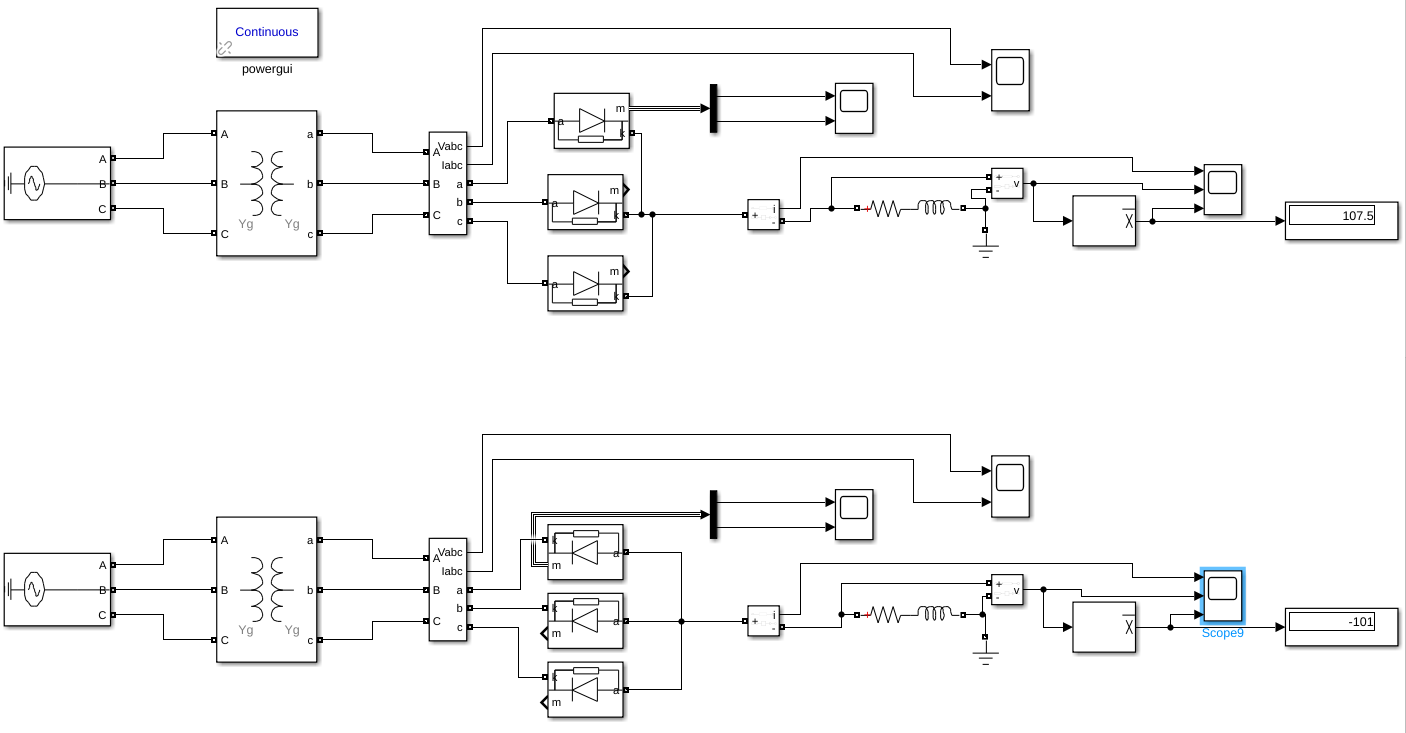 Continuous
powergui
A
B
C
A
B
C
a
b
c
Yg
Yg
A
B
C
Vabc
Iabc
a
b
c
a
m
k
a
m
k
a
m
k
+
i
-
+
+
-
v
X
107.5
A
B
C
A
B
C
a
b
c
Yg
Yg
A
B
C
Vabc
Iabc
a
b
c
k
m
a
k
m
a
k
m
a
+
i
-
+
+
-
v
X
Scope9
-101